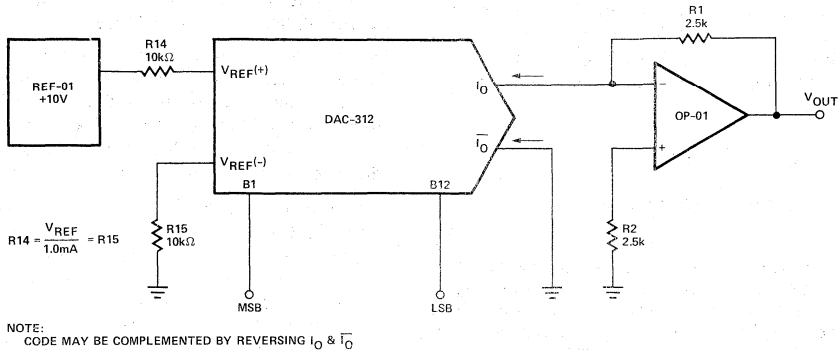 REF-01
+10V
R14
10kΩ
VREF(+)
VREF(-)
DAC-312
B1
B12
IO
I̅O̅
R1
2.5k
−
+
OP-01
VOUT
R2
2.5k
R15
10kΩ
R14 = VREF / 1.0mA = R15
MSB
LSB
NOTE:
CODE MAY BE COMPLEMENTED BY REVERSING IO & I̅O̅